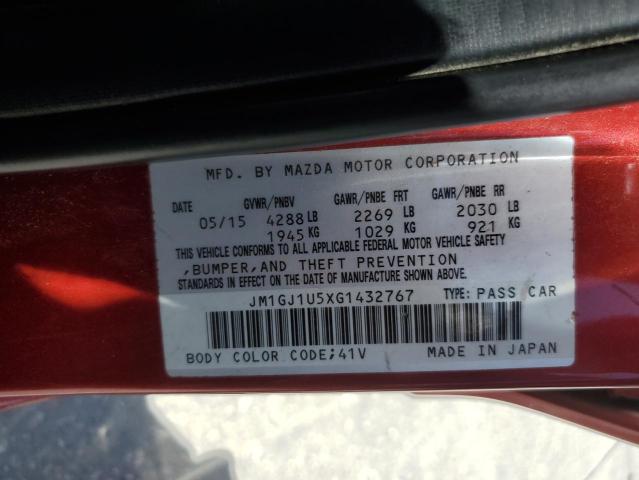 MFD. BY MAZDA MOTOR CORPORATION
DATE GVWR/PNBV GAWR/PNBE FRT GAWR/PNBE RR
05/15 4288 LB 2269 LB 2030 LB
1945 KG 1029 KG 921 KG
THIS VEHICLE CONFORMS TO ALL APPLICABLE FEDERAL MOTOR VEHICLE SAFETY
,BUMPER,AND THEFT PREVENTION
STANDARDS IN EFFECT ON THE DATE OF MANUFACTURE SHOWN ABOVE.
JM1GJ1U5XG1432767 TYPE: PASS CAR
BODY COLOR CODE;41V MADE IN JAPAN